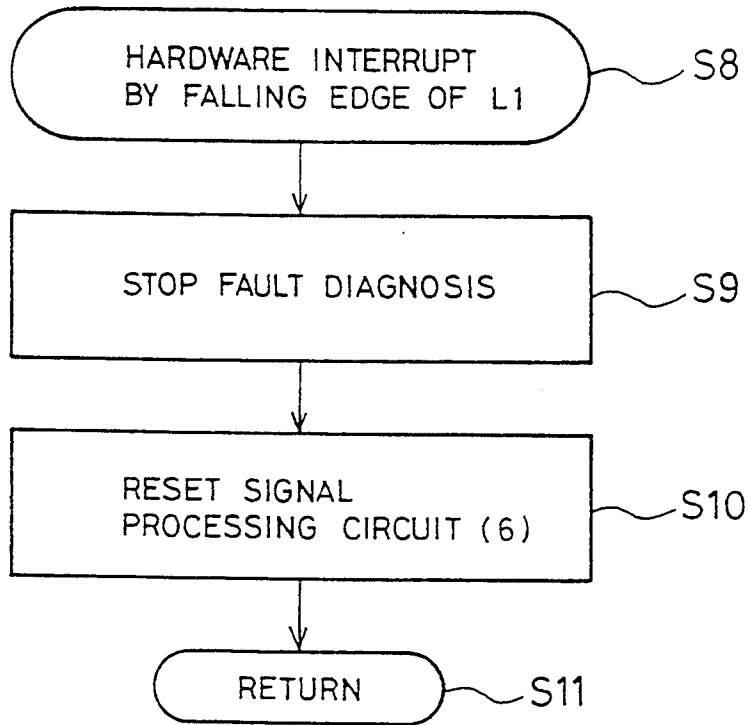 HARDWARE INTERRUPT
BY FALLING EDGE OF L1
S8
STOP FAULT DIAGNOSIS
S9
RESET SIGNAL
PROCESSING CIRCUIT (6)
S10
RETURN
S11